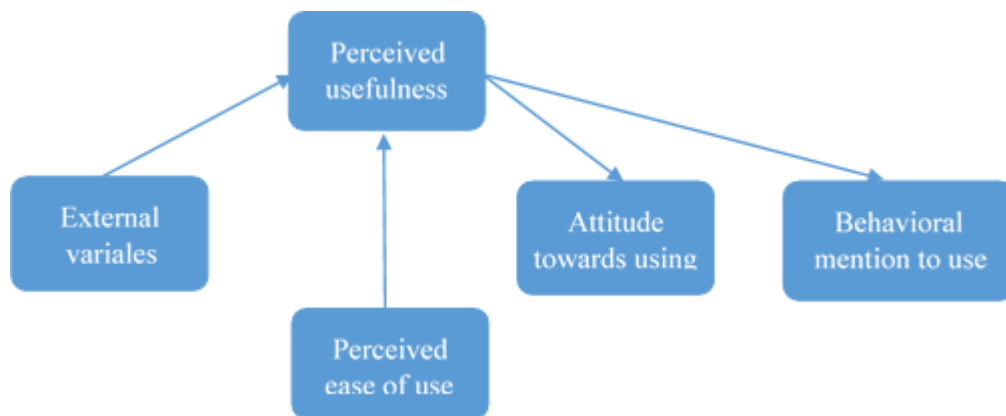 Perceived
usefulness
External
variales
Attitude
towards using
Behavioral
mention to use
Perceived
ease of use